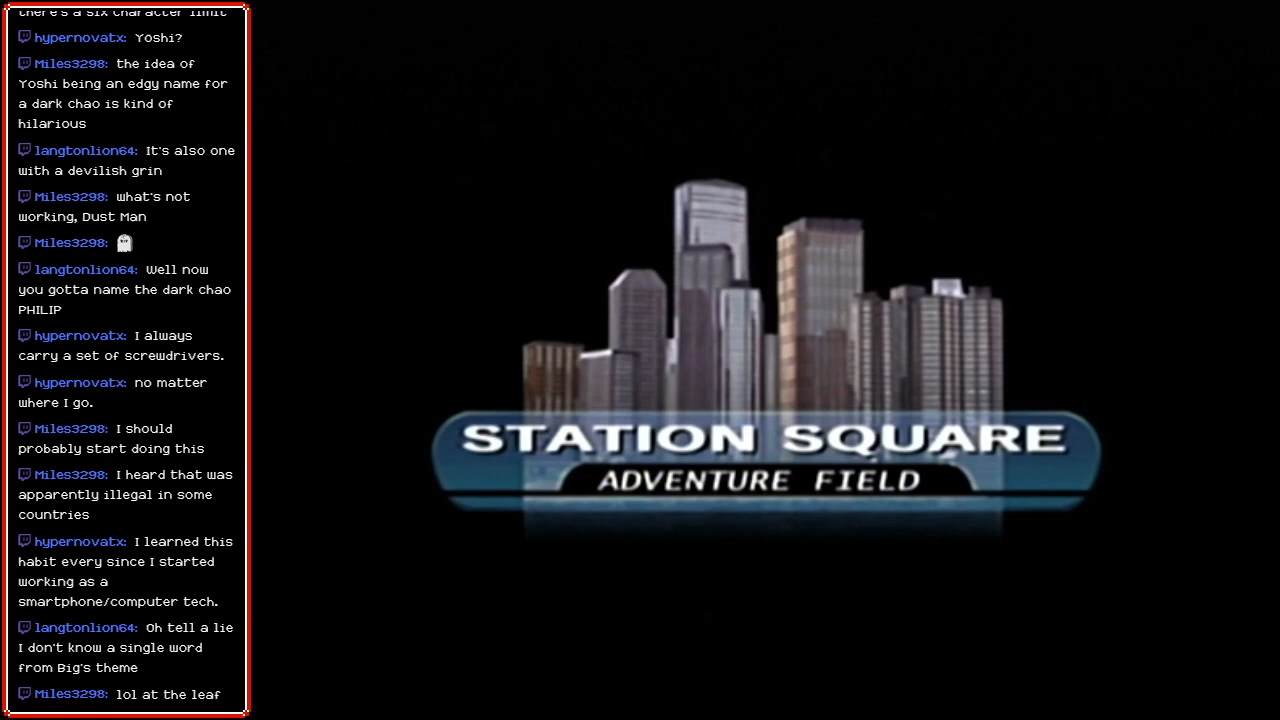 there's a six character limit
hypernovatx: Yoshi?
Miles3298: the idea of
Yoshi being an edgy name for
a dark chao is kind of
hilarious
langtonlion64: It's also one
with a devilish grin
Miles3298: what's not
working, Dust Man
Miles3298:
langtonlion64: Well now
you gotta name the dark chao
PHILIP
hypernovatx: I always
carry a set of screwdrivers.
hypernovatx: no matter
where I go.
Miles3298: I should
probably start doing this
Miles3298: I heard that was
apparently illegal in some
countries
hypernovatx: I learned this
habit every since I started
working as a
smartphone/computer tech.
langtonlion64: Oh tell a lie
I don't know a single word
from Big's theme
Miles3298: lol at the leaf
STATION SQUARE
ADVENTURE FIELD